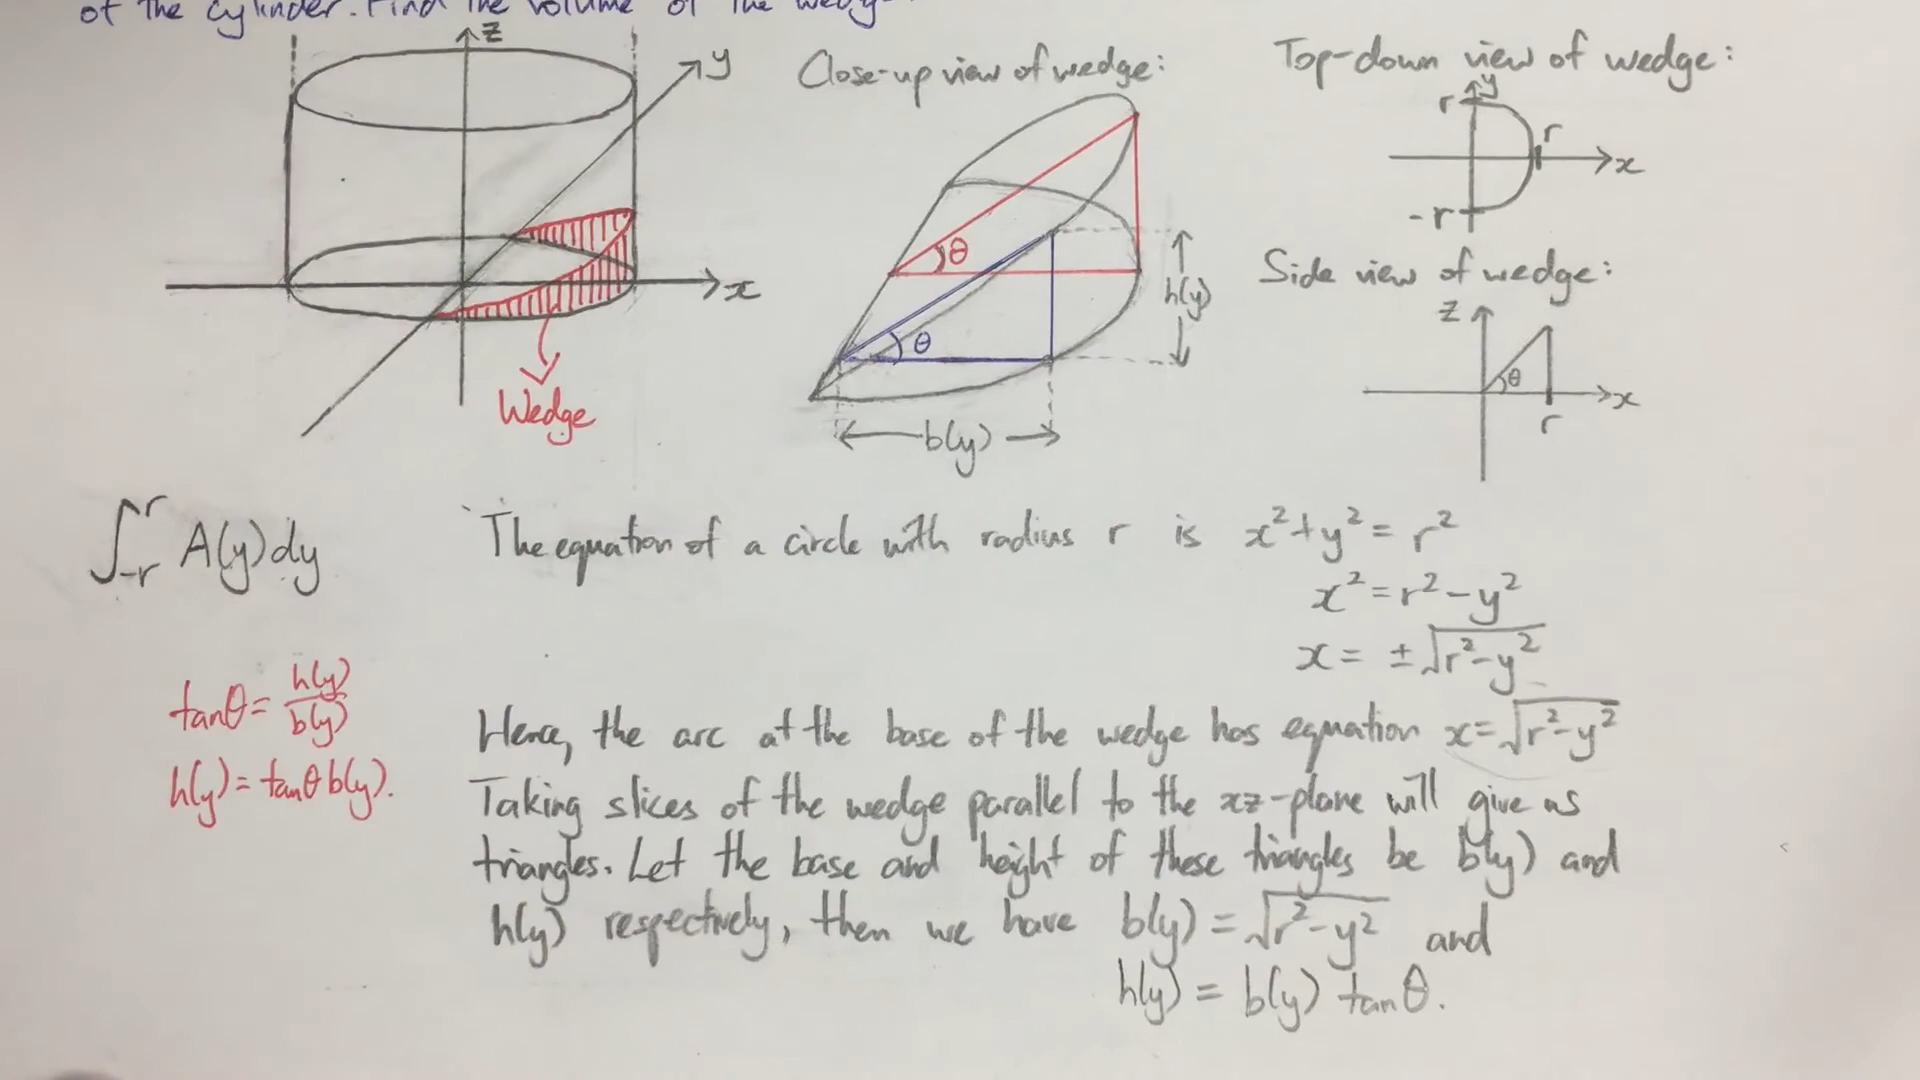 of the cylinder. Find the volume of the wedge
z
y
x
Wedge
Close-up view of wedge:
θ
θ
h(y)
b(y)
Top-down view of wedge:
y
r
r
x
-r
Side view of wedge:
z
θ
x
r
∫_{-r}^{r} A(y)dy
tanθ = h(y)/b(y)
h(y) = tanθ b(y).
The equation of a circle with radius r is x² + y² = r²
x² = r² - y²
x = ± √(r² - y²)
Hence, the arc at the base of the wedge has equation x = √(r² - y²)
Taking slices of the wedge parallel to the xz-plane will give us
triangles. Let the base and height of these triangles be b(y) and
h(y) respectively, then we have b(y) = √(r² - y²) and
h(y) = b(y) tanθ.